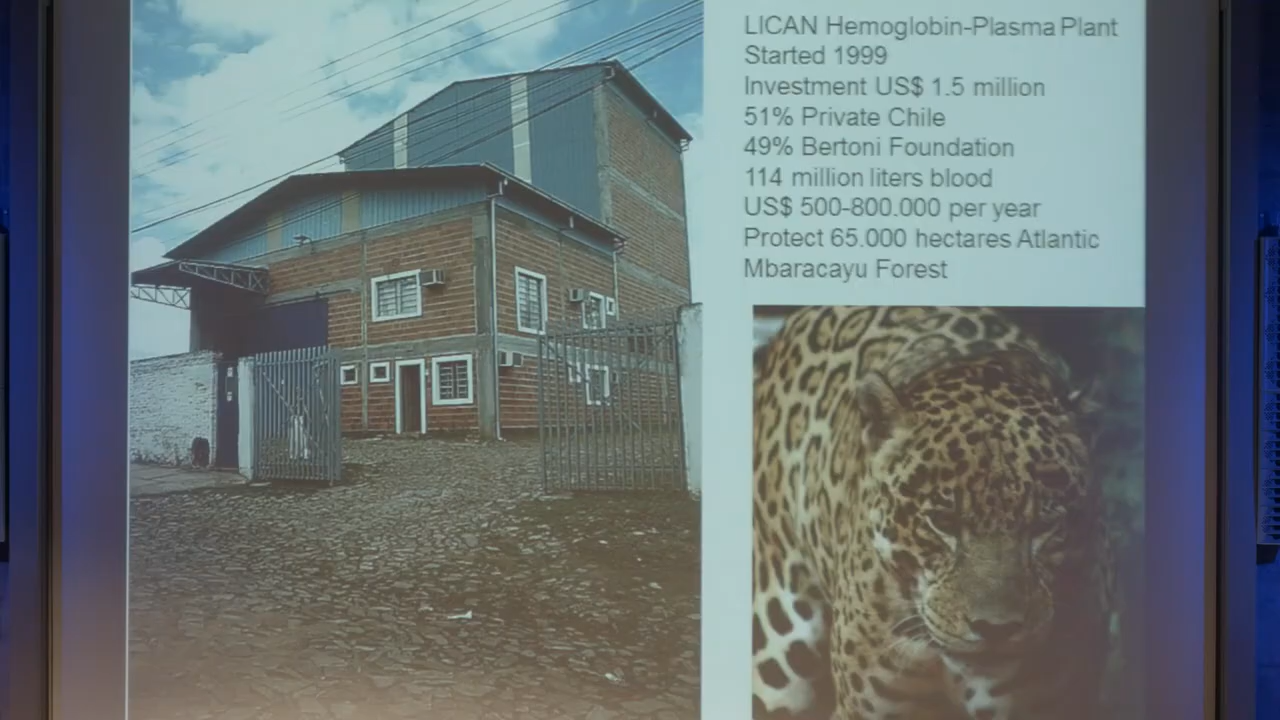 LICAN Hemoglobin-Plasma Plant
Started 1999
Investment US$ 1.5 million
51% Private Chile
49% Bertoni Foundation
114 million liters blood
US$ 500-800.000 per year
Protect 65.000 hectares Atlantic
Mbaracayu Forest